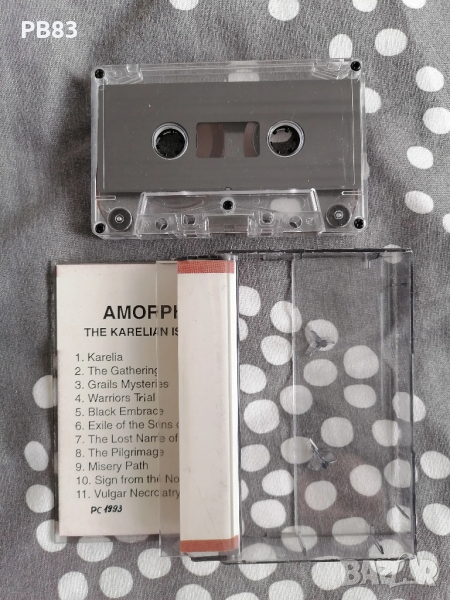 PB83
AMORPH
THE KARELIAN IS
1. Karelia
2. The Gathering
3. Grails Mysteries
4. Warriors Trial
5. Black Embrace
6. Exile of the Sons
7. The Lost Name of
8. The Pilgrimage
9. Misery Path
10. Sign from the No
11. Vulgar Necrolatry
PC 1993
BAZAR